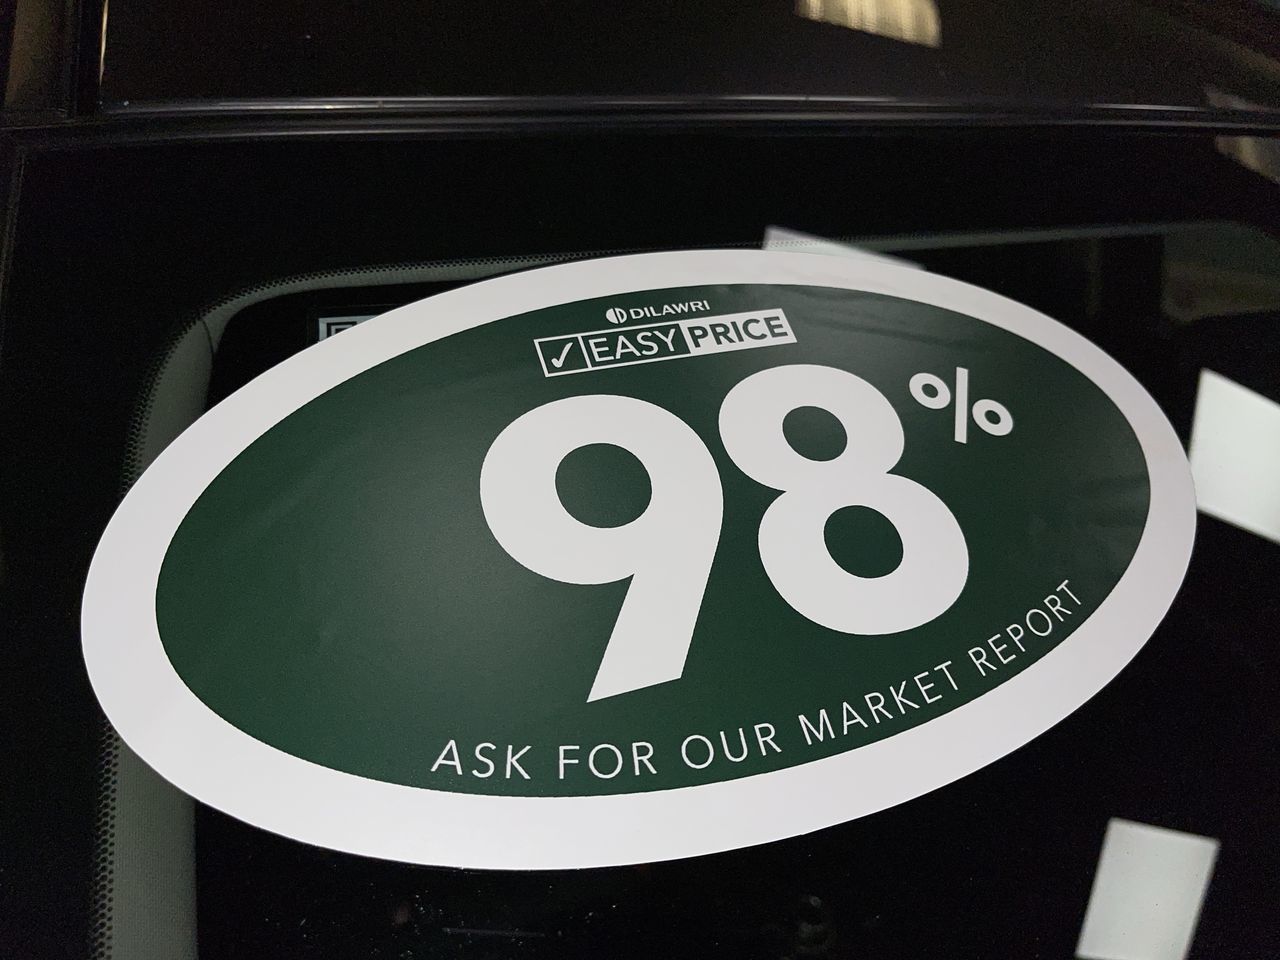 DILAWRI
✓ EASY PRICE
98%
ASK FOR OUR MARKET REPORT